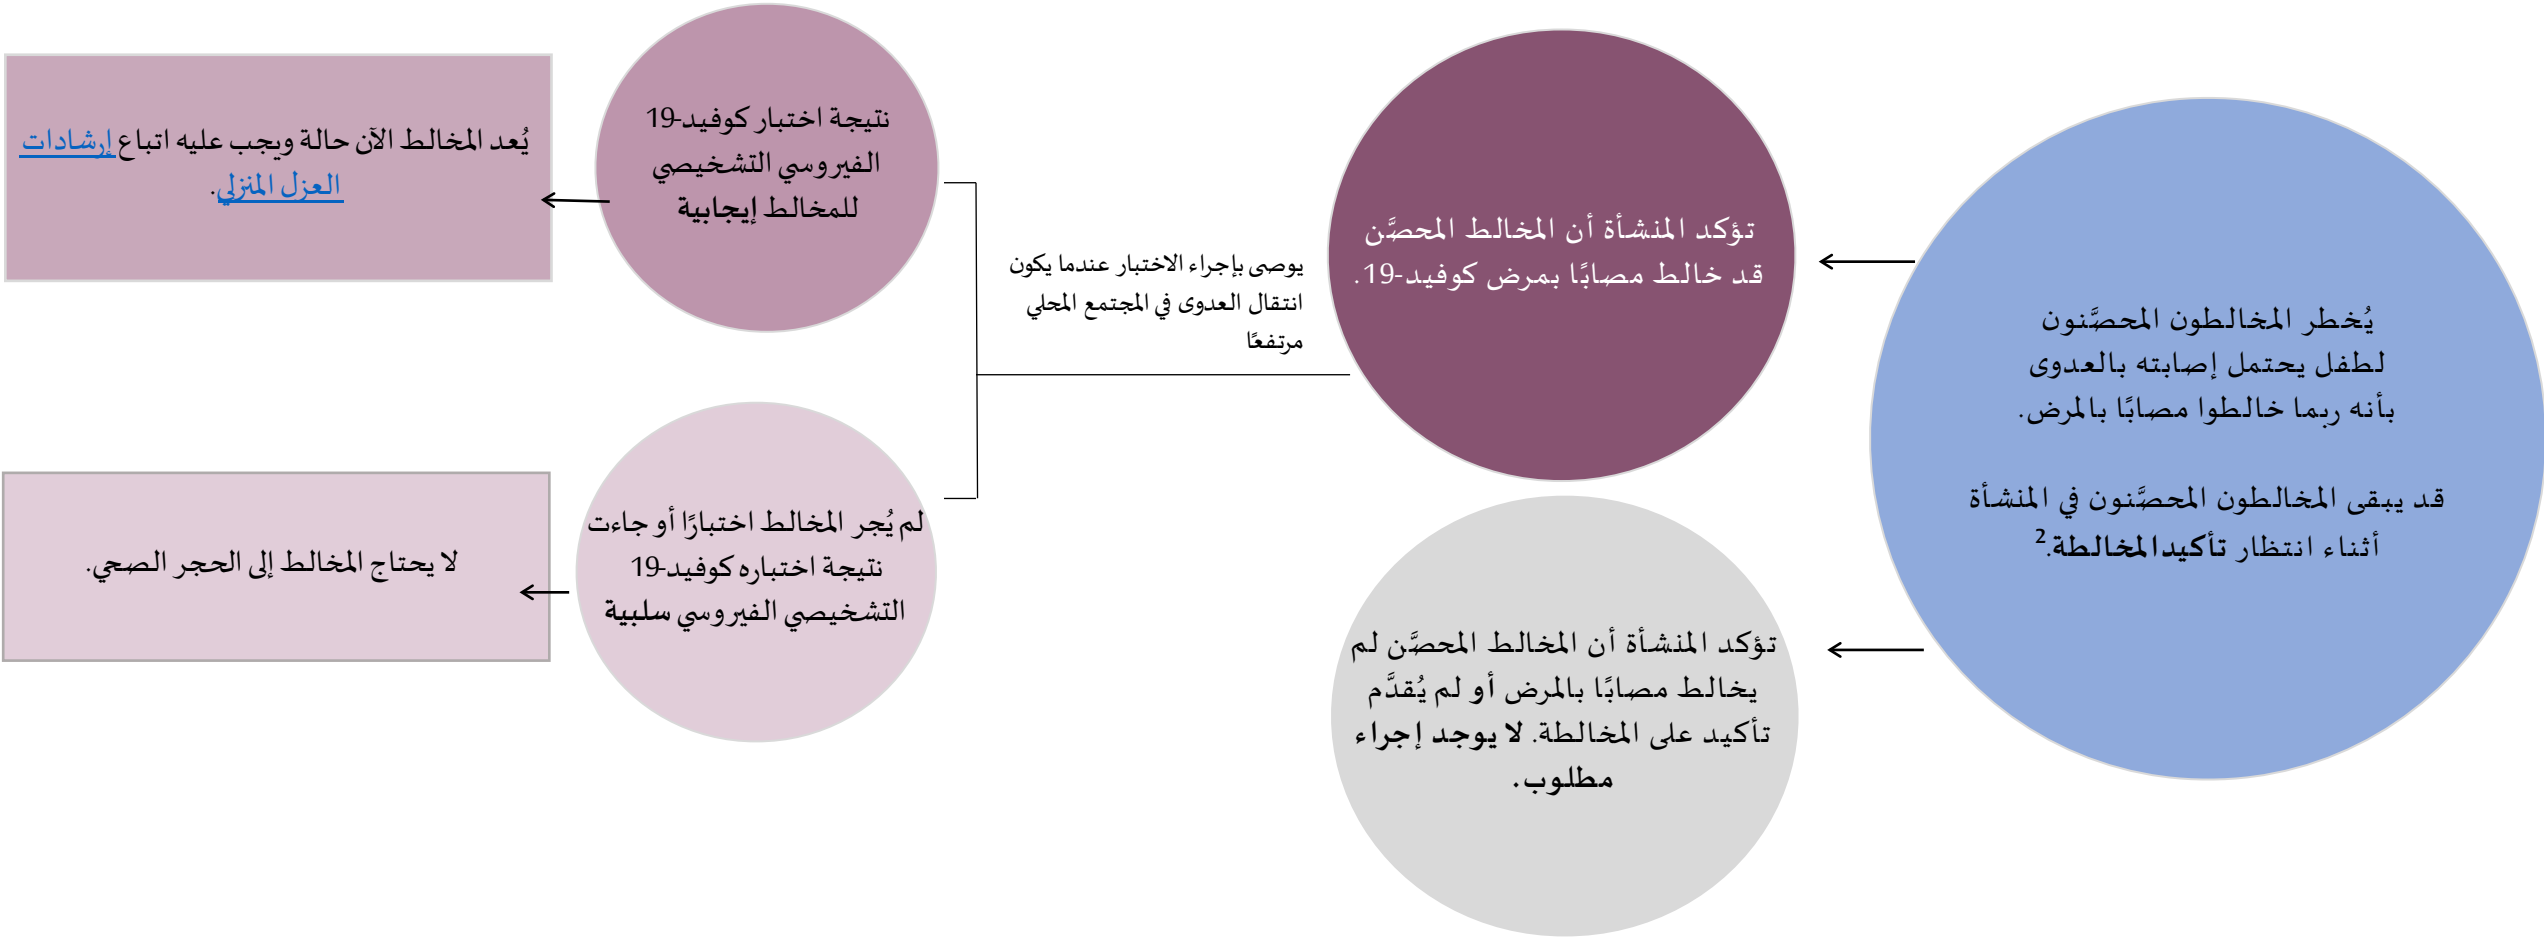 يُخطر المخالطون المحصَّنون
لطفل يحتمل إصابته بالعدوى
بأنه ربما خالطوا مصابًا بالمرض.
قد يبقى المخالطون المحصَّنون في المنشأة
أثناء انتظار تأكيد المخالطة.2
تؤكد المنشأة أن المخالط المحصَّن
قد خالط مصابًا بمرض كوفيد-19.
تؤكد المنشأة أن المخالط المحصَّن لم
يخالط مصابًا بالمرض أو لم يُقدَّم
تأكيد على المخالطة. لا يوجد إجراء
مطلوب.
يوصى بإجراء الاختبار عندما يكون
انتقال العدوى في المجتمع المحلي
مرتفعًا
نتيجة اختبار كوفيد-19
الفيروسي التشخيصي
للمخالط إيجابية
يُعد المخالط الآن حالة ويجب عليه اتباع إرشادات
العزل المنزلي.
لم يُجر المخالط اختبارًا أو جاءت
نتيجة اختباره كوفيد-19
التشخيصي الفيروسي سلبية
لا يحتاج المخالط إلى الحجر الصحي.